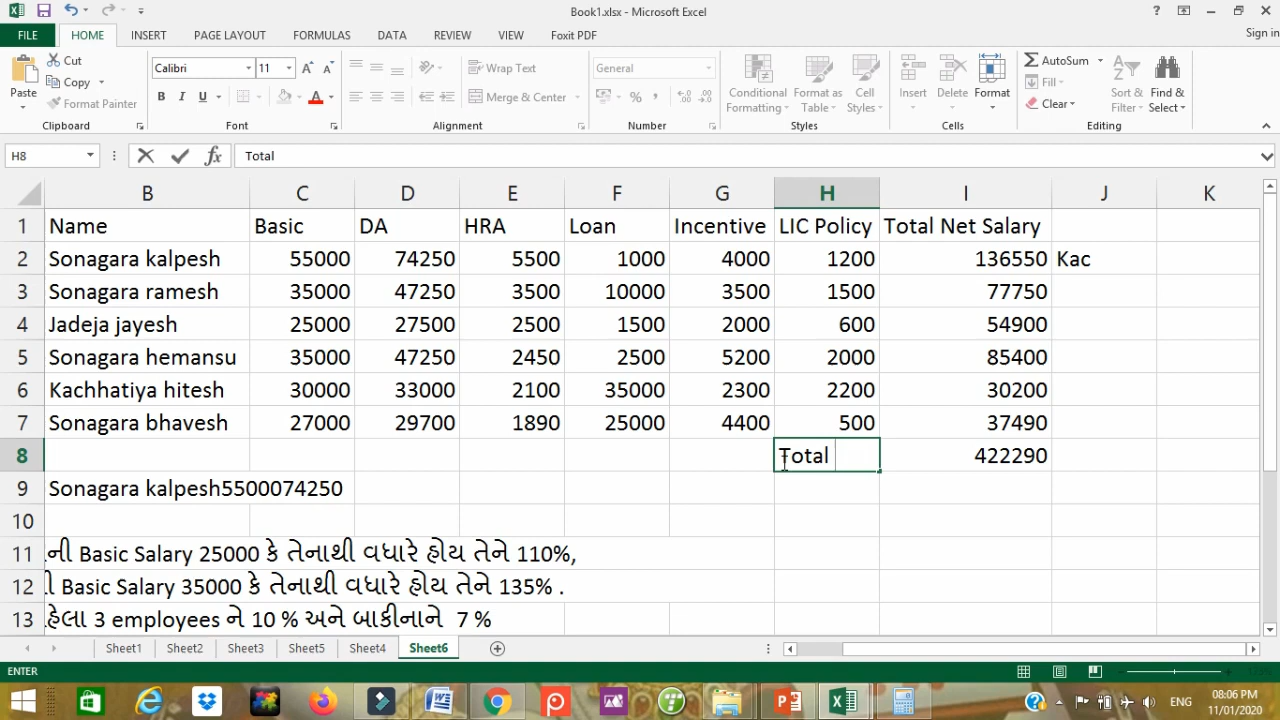 Book1.xlsx - Microsoft Excel
Sign in
FILE HOME INSERT PAGE LAYOUT FORMULAS DATA REVIEW VIEW Foxit PDF
Paste
Cut
Copy
Format Painter
Clipboard
Calibri 11 A A
B I U A
Font
Wrap Text
Merge & Center
Alignment
General
%
Number
Conditional Formatting
Format as Table
Cell Styles
Styles
Insert Delete Format
Cells
AutoSum
Fill
Clear
Sort & Filter
Find & Select
Editing
H8 fx Total
B C D E F G H I J K
1 Name Basic DA HRA Loan Incentive LIC Policy Total Net Salary
2 Sonagara kalpesh 55000 74250 5500 1000 4000 1200 136550 Kac
3 Sonagara ramesh 35000 47250 3500 10000 3500 1500 77750
4 Jadeja jayesh 25000 27500 2500 1500 2000 600 54900
5 Sonagara hemansu 35000 47250 2450 2500 5200 2000 85400
6 Kachhatiya hitesh 30000 33000 2100 35000 2300 2200 30200
7 Sonagara bhavesh 27000 29700 1890 25000 4400 500 37490
8 Total 422290
9 Sonagara kalpesh5500074250
10
11 ની Basic Salary 25000 કે તેનાથી વધારે હોય તેને 110%,
12 Basic Salary 35000 કે તેનાથી વધારે હોય તેને 135% .
13 3 employees ને 10 % અને બાકીનાને 7 %
Sheet1 Sheet2 Sheet3 Sheet5 Sheet4 Sheet6
ENTER
ENG
08:06 PM
11/01/2020